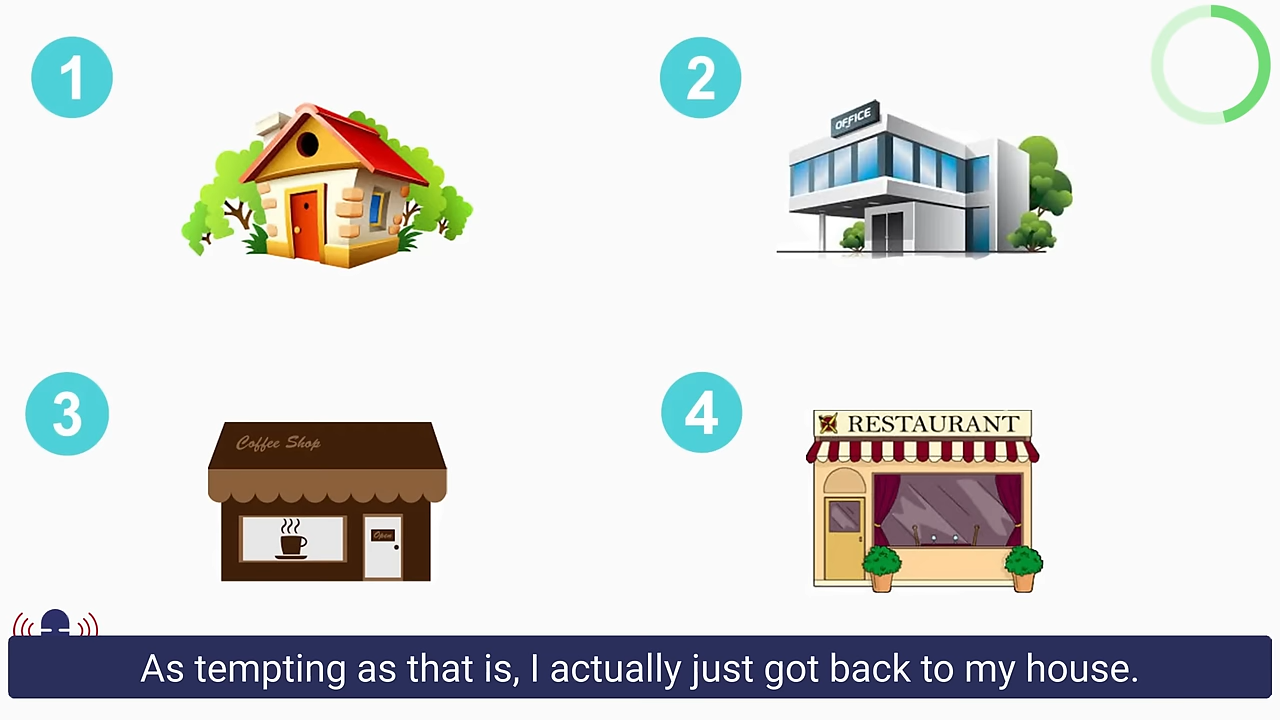 1
2
OFFICE
3
Coffee Shop
Open
4
RESTAURANT
As tempting as that is, I actually just got back to my house.